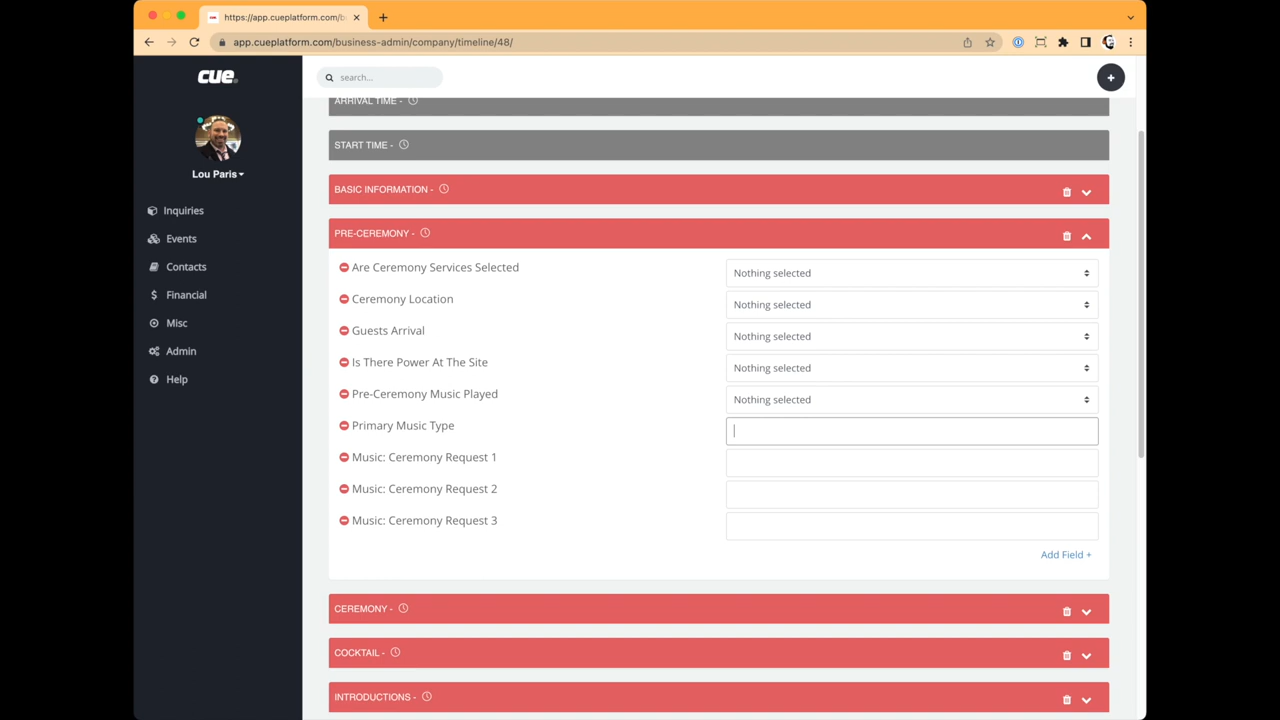 https://app.cueplatform.com/b
app.cueplatform.com/business-admin/company/timeline/48/
cue
search...
Lou Paris
Inquiries
Events
Contacts
Financial
Misc
Admin
Help
ARRIVAL TIME -
START TIME -
BASIC INFORMATION -
PRE-CEREMONY -
Are Ceremony Services Selected Nothing selected
Ceremony Location Nothing selected
Guests Arrival Nothing selected
Is There Power At The Site Nothing selected
Pre-Ceremony Music Played Nothing selected
Primary Music Type
Music: Ceremony Request 1
Music: Ceremony Request 2
Music: Ceremony Request 3
Add Field +
CEREMONY -
COCKTAIL -
INTRODUCTIONS -